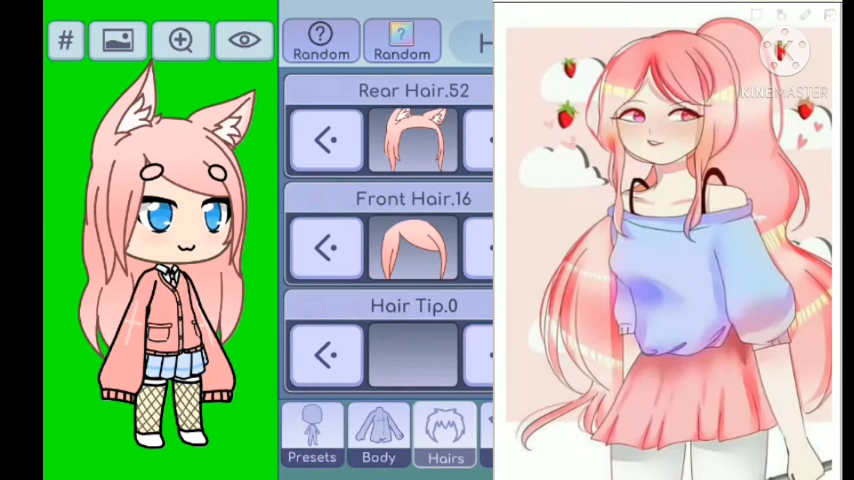 #
?
Random
?
Random
H
Rear Hair.52
Front Hair.16
Hair Tip.0
Presets
Body
Hairs
K
KINEMASTER